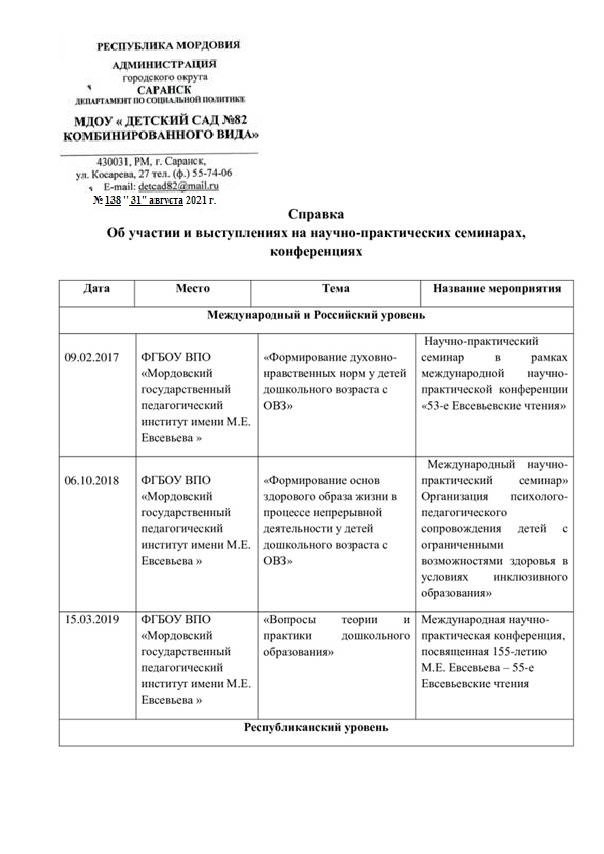 РЕСПУБЛИКА МОРДОВИЯ
АДМИНИСТРАЦИЯ
городского округа
САРАНСК
ДЕПАРТАМЕНТ ПО СОЦИАЛЬНОЙ ПОЛИТИКЕ
МДОУ « ДЕТСКИЙ САД №82
КОМБИНИРОВАННОГО ВИДА»
430031, РМ, г. Саранск,
ул. Косарева, 27 тел. (ф.) 55-74-06
E-mail: detcad82@mail.ru
№ 138 " 31" августа 2021 г.
Справка
Об участии и выступлениях на научно-практических семинарах,
конференциях
Дата Место Тема Название мероприятия
Международный и Российский уровень
09.02.2017
ФГБОУ ВПО
«Мордовский
государственный
педагогический
институт имени М.Е.
Евсевьева »
«Формирование духовно-
нравственных норм у детей
дошкольного возраста с
ОВЗ»
Научно-практический
семинар в рамках
международной научно-
практической конференции
«53-е Евсевьевские чтения»
06.10.2018
ФГБОУ ВПО
«Мордовский
государственный
педагогический
институт имени М.Е.
Евсевьева »
«Формирование основ
здорового образа жизни в
процессе непрерывной
деятельности у детей
дошкольного возраста с
ОВЗ»
Международный научно-
практический семинар»
Организация психолого-
педагогического
сопровождения детей с
ограниченными
возможностями здоровья в
условиях инклюзивного
образования»
15.03.2019
ФГБОУ ВПО
«Мордовский
государственный
педагогический
институт имени М.Е.
Евсевьева »
«Вопросы теории и
практики дошкольного
образования»
Международная научно-
практическая конференция,
посвященная 155-летию
М.Е. Евсевьева – 55-е
Евсевьевские чтения
Республиканский уровень